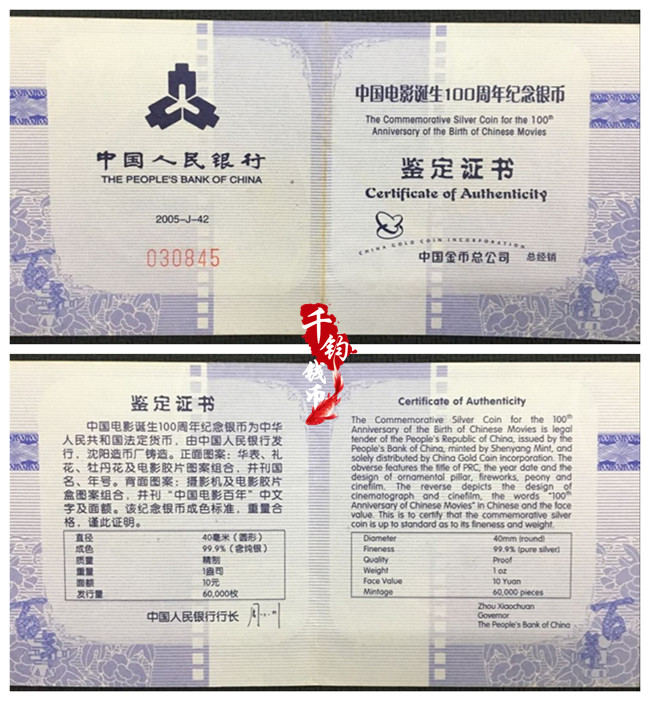 中国人民银行
THE PEOPLE'S BANK OF CHINA
2005-J-42
030845
中国电影诞生100周年纪念银币
The Commemorative Silver Coin for the 100th
Anniversary of the Birth of Chinese Movies
鉴定证书
Certificate of Authenticity
CHINA GOLD COIN INCORPORATION
中国金币总公司 总经销
千钧钱币
鉴定证书
中国电影诞生100周年纪念银币为中华
人民共和国法定货币，由中国人民银行发
行，沈阳造币厂铸造。正面图案：华表、礼
花、牡丹花及电影胶片图案组合，并刊国
名、年号。背面图案：摄影机及电影胶片
盒图案组合，并刊“中国电影百年”中文
字及面额。该纪念银币成色标准，重量合
格，谨此证明。
直径 40毫米（圆形）
成色 99.9%（含纯银）
质量 精制
重量 1盎司
面额 10元
发行量 60,000枚
中国人民银行行长
Certificate of Authenticity
The Commemorative Silver Coin for the 100th
Anniversary of the Birth of Chinese Movies is legal
tender of the People's Republic of China, issued by the
People's Bank of China, minted by Shenyang Mint, and
solely distributed by China Gold Coin Incorporation. The
obverse features the title of PRC, the year date and the
design of ornamental pillar, fireworks, peony and
cinefilm. The reverse depicts the design of
cinematograph and cinefilm, the words "100th
Anniversary of Chinese Movies" in Chinese and the face
value. This is to certify that the commemorative silver
coin is up to standard as to its fineness and weight.
Diameter 40mm (round)
Fineness 99.9% (pure silver)
Quality Proof
Weight 1 oz
Face Value 10 Yuan
Mintage 60,000 pieces
Zhou Xiaochuan
Governor
The People's Bank of China